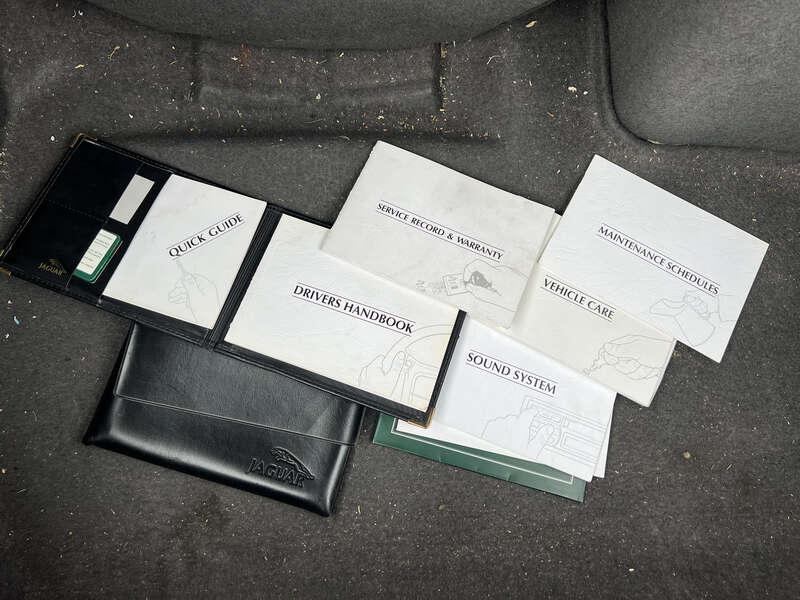 QUICK GUIDE
SERVICE RECORD & WARRANTY
MAINTENANCE SCHEDULES
JAGUAR
DRIVERS HANDBOOK
VEHICLE CARE
SOUND SYSTEM
JAGUAR